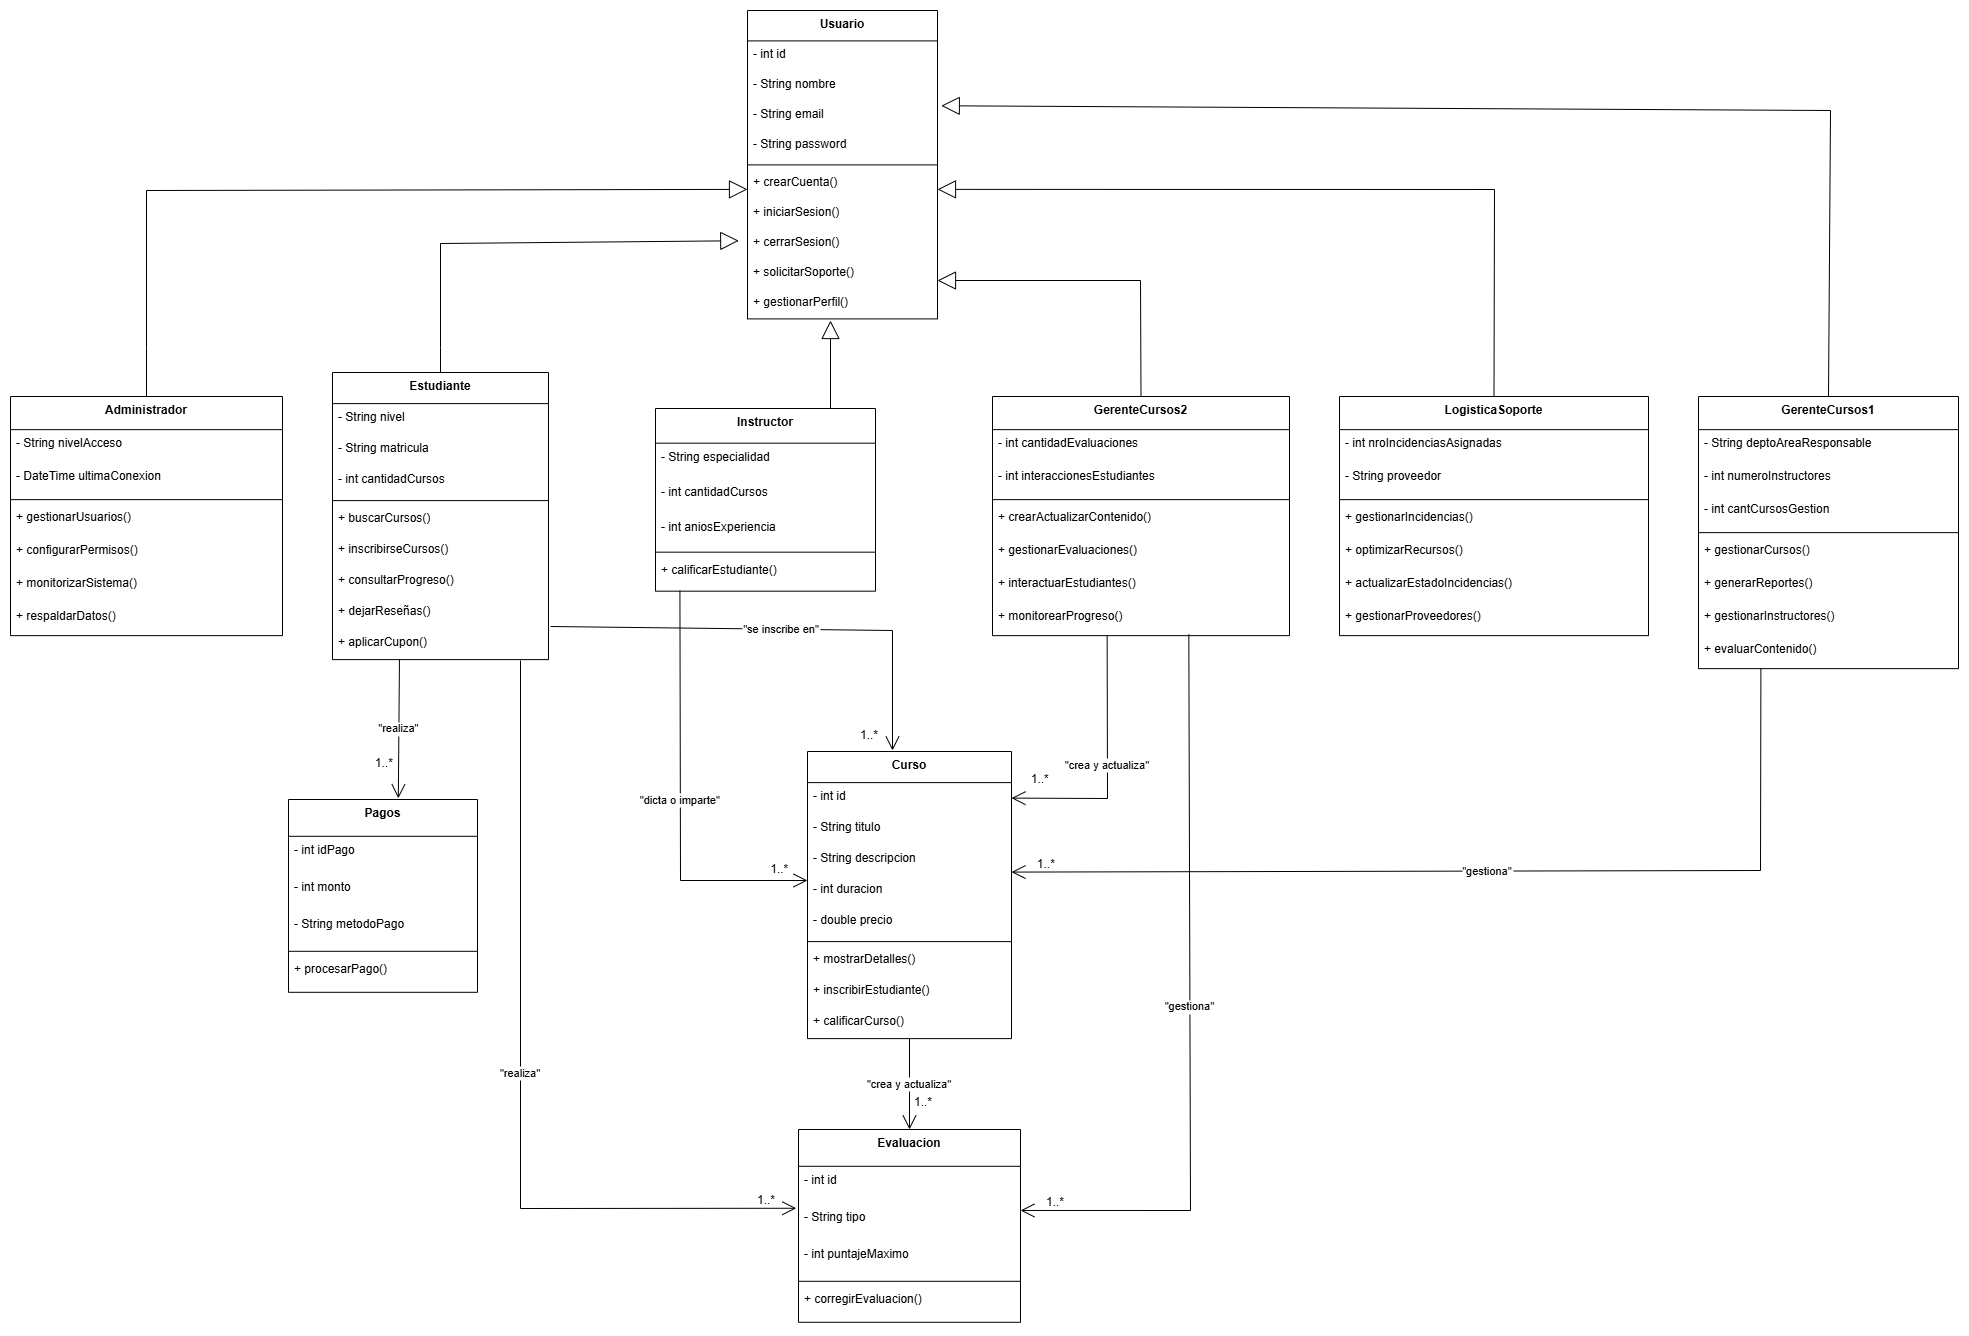 Usuario
- int id
- String nombre
- String email
- String password
+ crearCuenta()
+ iniciarSesion()
+ cerrarSesion()
+ solicitarSoporte()
+ gestionarPerfil()
Administrador
- String nivelAcceso
- DateTime ultimaConexion
+ gestionarUsuarios()
+ configurarPermisos()
+ monitorizarSistema()
+ respaldarDatos()
Estudiante
- String nivel
- String matricula
- int cantidadCursos
+ buscarCursos()
+ inscribirseCursos()
+ consultarProgreso()
+ dejarReseñas()
+ aplicarCupon()
Instructor
- String especialidad
- int cantidadCursos
- int aniosExperiencia
+ calificarEstudiante()
GerenteCursos2
- int cantidadEvaluaciones
- int interaccionesEstudiantes
+ crearActualizarContenido()
+ gestionarEvaluaciones()
+ interactuarEstudiantes()
+ monitorearProgreso()
LogisticaSoporte
- int nroIncidenciasAsignadas
- String proveedor
+ gestionarIncidencias()
+ optimizarRecursos()
+ actualizarEstadoIncidencias()
+ gestionarProveedores()
GerenteCursos1
- String deptoAreaResponsable
- int numeroInstructores
- int cantCursosGestion
+ gestionarCursos()
+ generarReportes()
+ gestionarInstructores()
+ evaluarContenido()
"se inscribe en"
1..*
"realiza"
1..*
"dicta o imparte"
1..*
"crea y actualiza"
1..*
"gestiona"
1..*
Pagos
- int idPago
- int monto
- String metodoPago
+ procesarPago()
Curso
- int id
- String titulo
- String descripcion
- int duracion
- double precio
+ mostrarDetalles()
+ inscribirEstudiante()
+ calificarCurso()
"gestiona"
1..*
"realiza"
1..*
"crea y actualiza"
1..*
Evaluacion
- int id
- String tipo
- int puntajeMaximo
+ corregirEvaluacion()